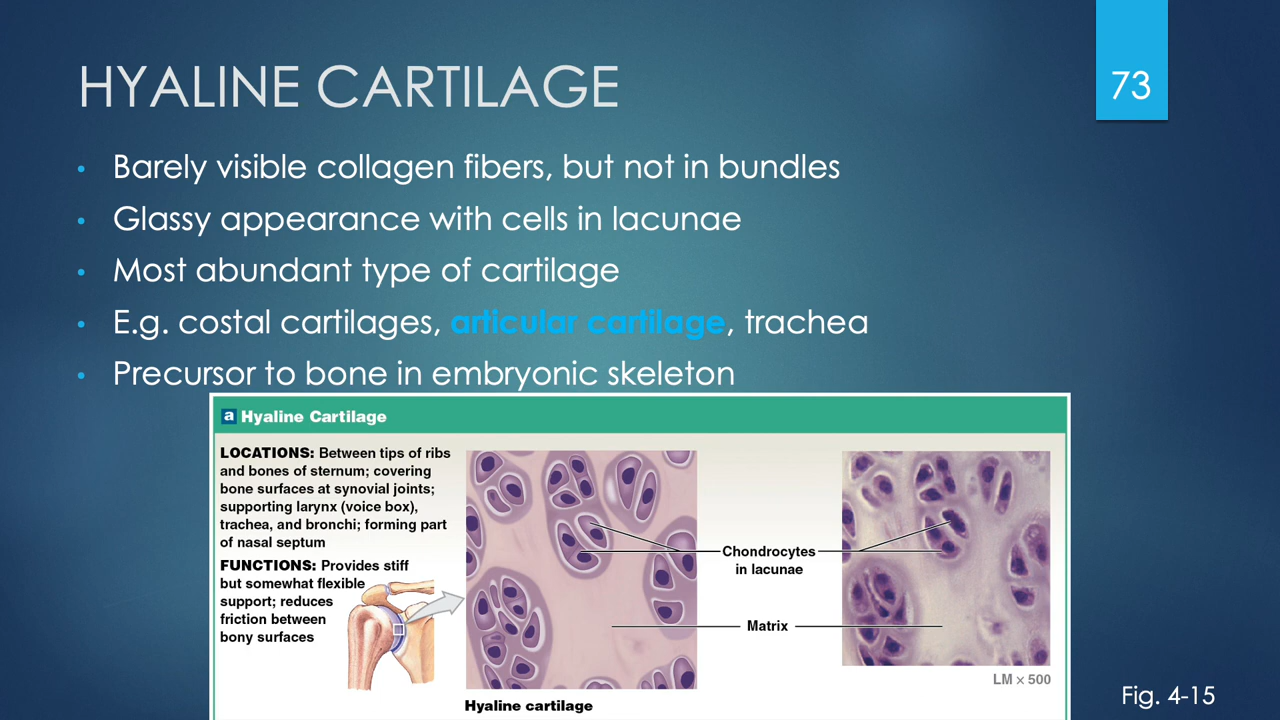 HYALINE CARTILAGE
73
• Barely visible collagen fibers, but not in bundles
• Glassy appearance with cells in lacunae
• Most abundant type of cartilage
• E.g. costal cartilages, articular cartilage, trachea
• Precursor to bone in embryonic skeleton
a Hyaline Cartilage
LOCATIONS: Between tips of ribs
and bones of sternum; covering
bone surfaces at synovial joints;
supporting larynx (voice box),
trachea, and bronchi; forming part
of nasal septum
FUNCTIONS: Provides stiff
but somewhat flexible
support; reduces
friction between
bony surfaces
Chondrocytes
in lacunae
Matrix
LM × 500
Hyaline cartilage
Fig. 4-15